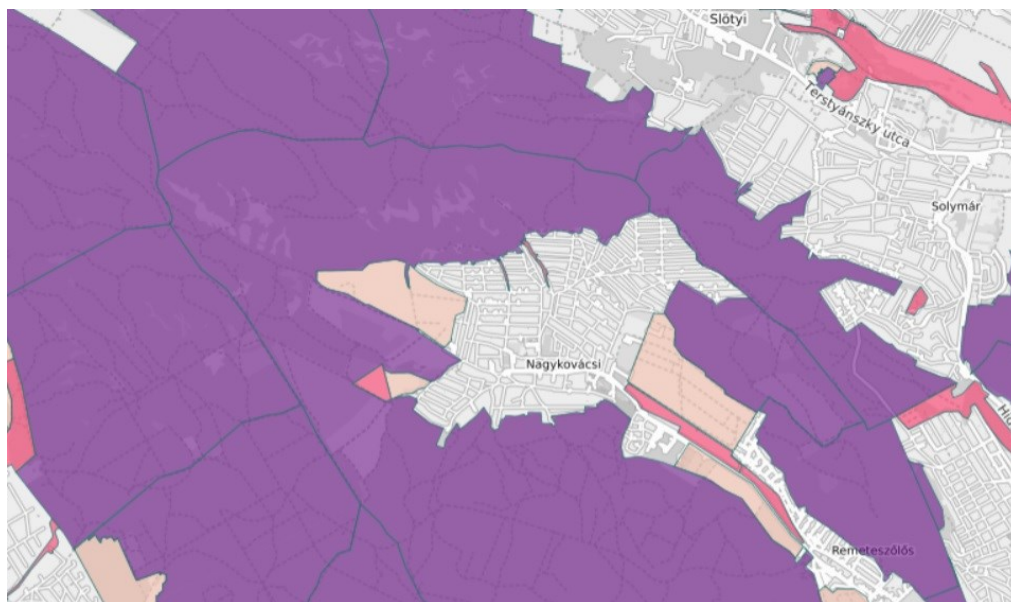 Slötyi
Terstyánszky utca
Solymár
Nagykovácsi
Remeteszőlős